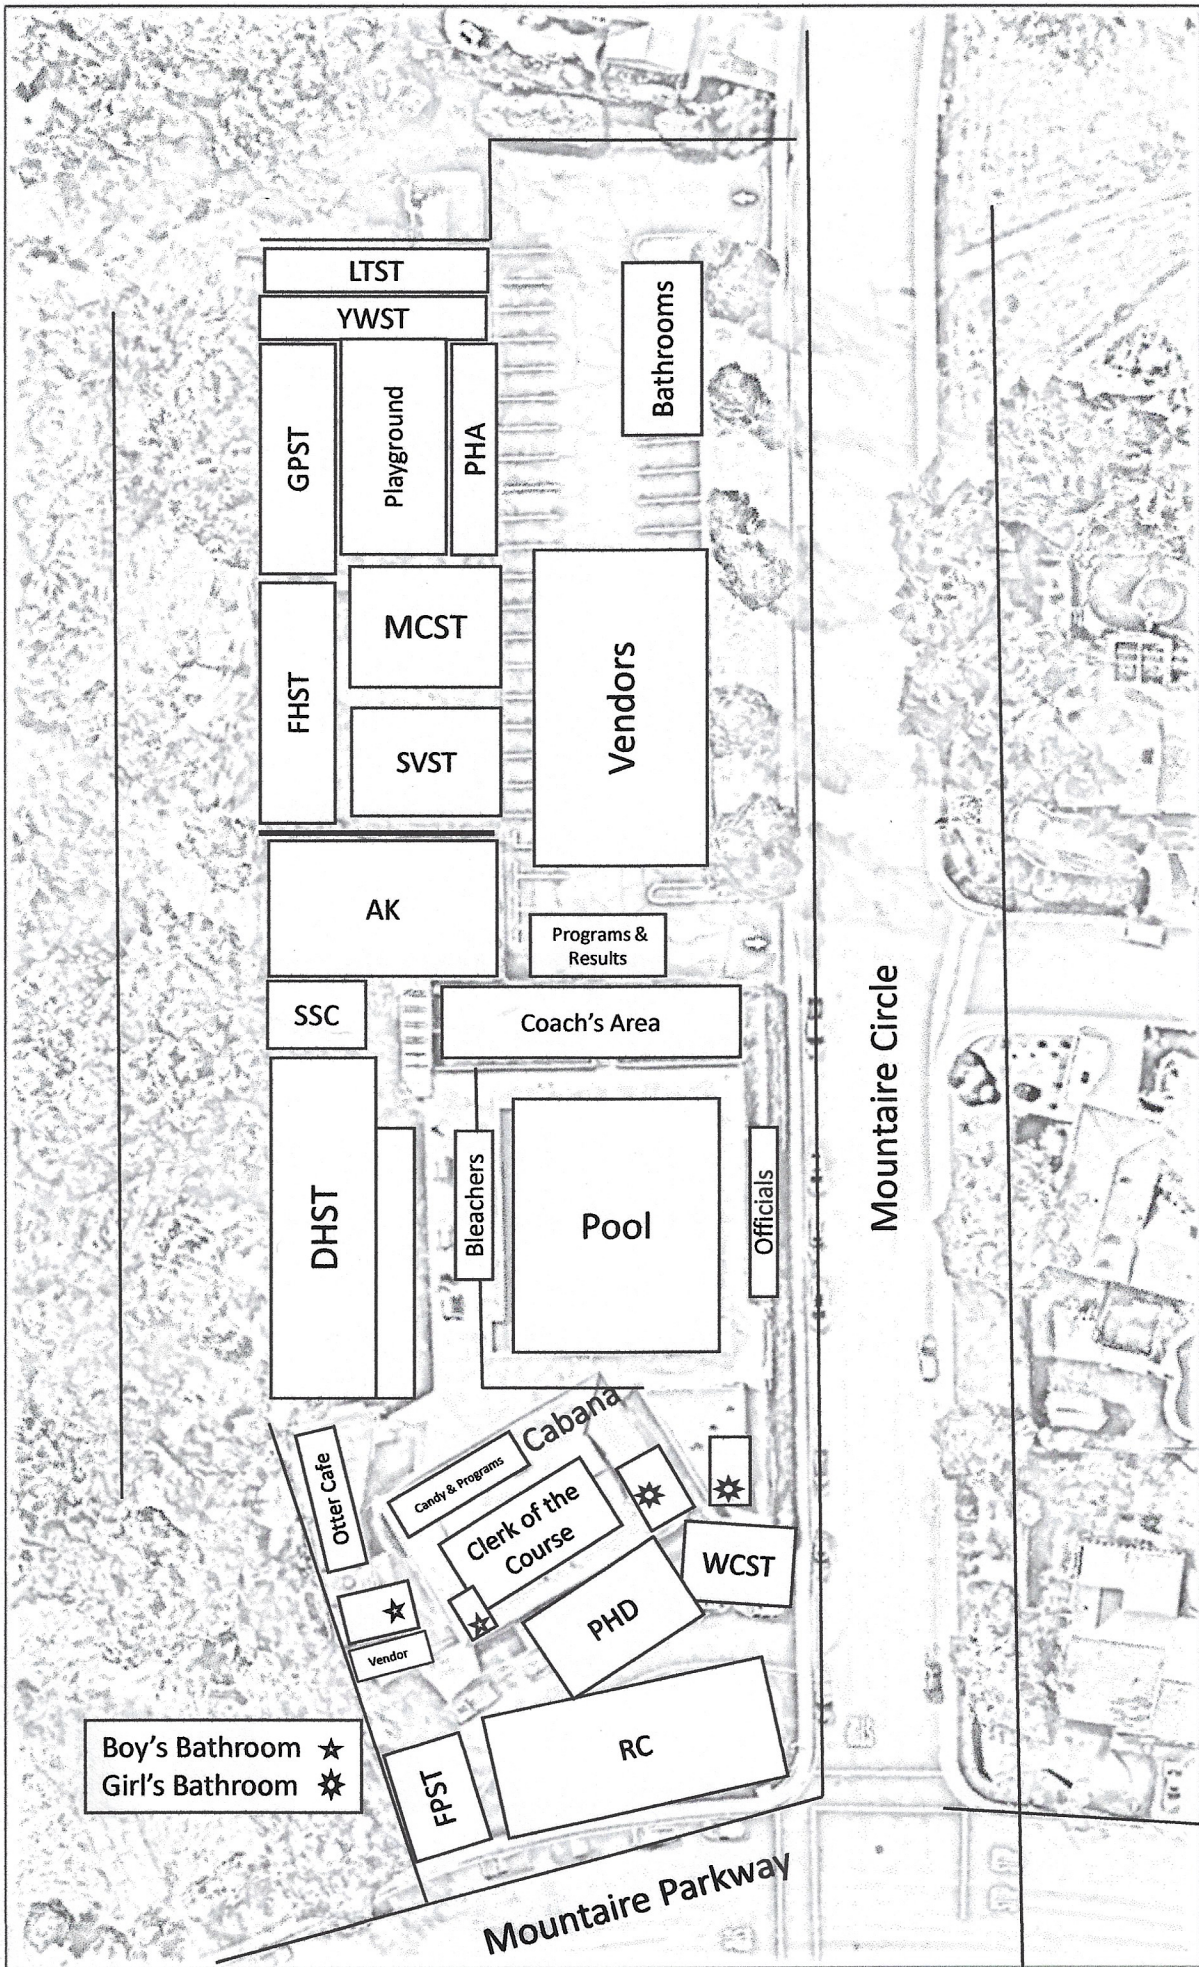 LTST
YWST
GPST
Playground
PHA
Bathrooms
MCST
FHST
SVST
Vendors
AK
Programs &
Results
SSC
Coach's Area
Mountaire Circle
DHST
Bleachers
Pool
Officials
Cabana
Otter Cafe
Candy & Programs
Clerk of the
Course
WCST
PHD
Vendor
RC
FPST
Boy's Bathroom
Girl's Bathroom
Mountaire Parkway